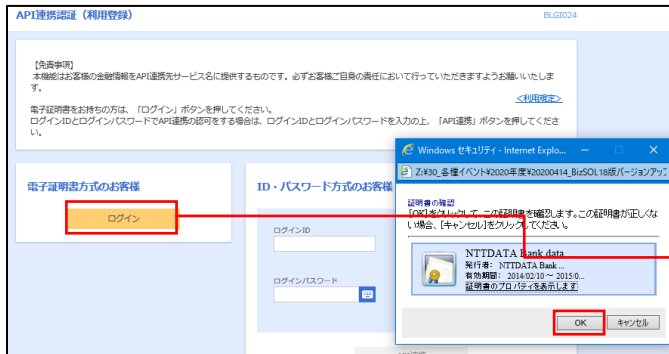 API連携認証（利用登録）
BLGI024
【免責事項】
本機能はお客様の金融情報をAPI連携先サービス名に提供するものです。必ずお客様ご自身の責任において行っていただきますようお願いいたしま
す。
＜利用規定＞
電子証明書をお持ちの方は、「ログイン」ボタンを押してください。
ログインIDとログインパスワードでAPI連携の認可をする場合は、ログインIDとログインパスワードを入力の上、「API連携」ボタンを押してくださ
い。
電子証明書方式のお客様
ログイン
ID・パスワード方式のお客様
ログインID
ログインパスワード
Windows セキュリティ - Internet Explo...
Z:¥30_各種イベント¥2020年度¥20200414_BizSOL18版バージョンアップ
証明書の確認
[OK]をクリックして、この証明書を確認します。この証明書が正しくな
い場合、[キャンセル]をクリックしてください。
NTTDATA Bank data
発行者: NTTDATA Bank ...
有効期間: 2014/02/10 ～ 2015/0...
証明書のプロパティを表示します
OK
キャンセル